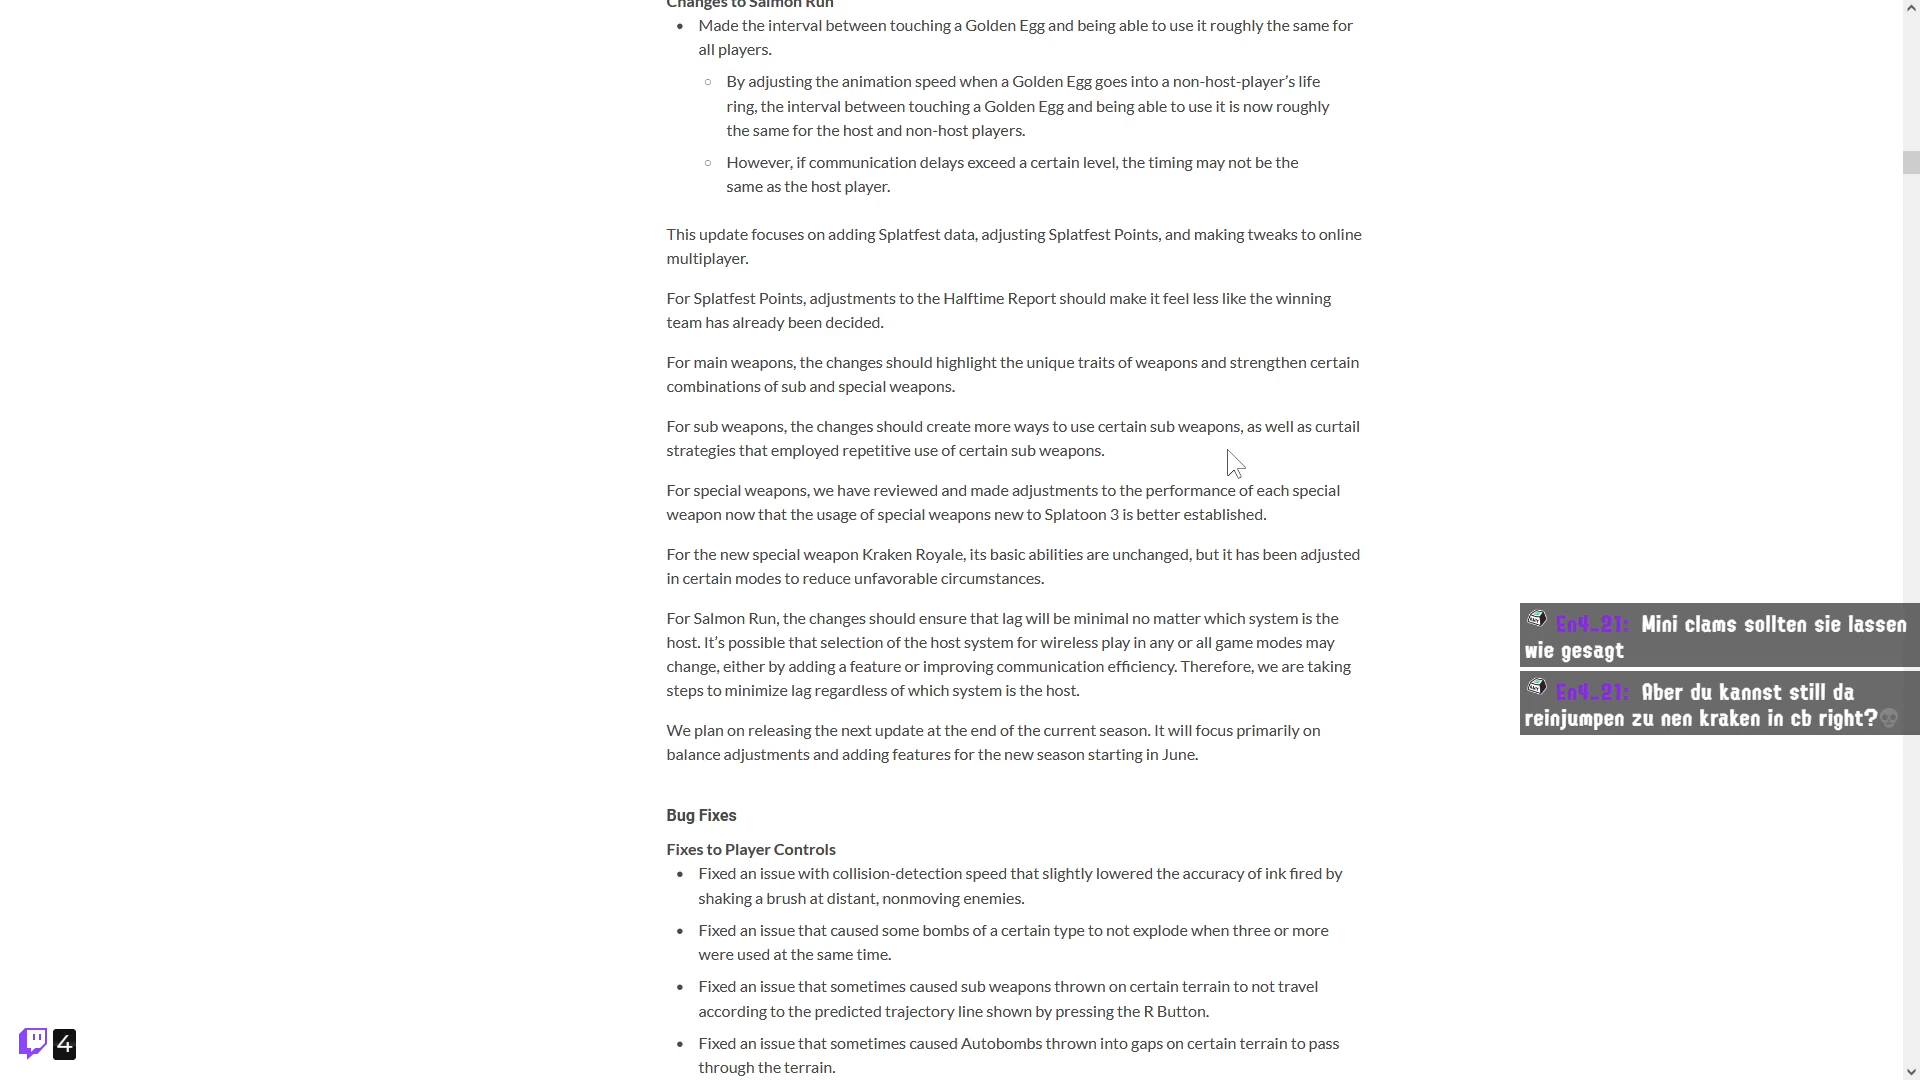 Changes to Salmon Run
• Made the interval between touching a Golden Egg and being able to use it roughly the same for
all players.
○ By adjusting the animation speed when a Golden Egg goes into a non-host-player’s life
ring, the interval between touching a Golden Egg and being able to use it is now roughly
the same for the host and non-host players.
○ However, if communication delays exceed a certain level, the timing may not be the
same as the host player.
This update focuses on adding Splatfest data, adjusting Splatfest Points, and making tweaks to online
multiplayer.
For Splatfest Points, adjustments to the Halftime Report should make it feel less like the winning
team has already been decided.
For main weapons, the changes should highlight the unique traits of weapons and strengthen certain
combinations of sub and special weapons.
For sub weapons, the changes should create more ways to use certain sub weapons, as well as curtail
strategies that employed repetitive use of certain sub weapons.
For special weapons, we have reviewed and made adjustments to the performance of each special
weapon now that the usage of special weapons new to Splatoon 3 is better established.
For the new special weapon Kraken Royale, its basic abilities are unchanged, but it has been adjusted
in certain modes to reduce unfavorable circumstances.
For Salmon Run, the changes should ensure that lag will be minimal no matter which system is the
host. It’s possible that selection of the host system for wireless play in any or all game modes may
change, either by adding a feature or improving communication efficiency. Therefore, we are taking
steps to minimize lag regardless of which system is the host.
We plan on releasing the next update at the end of the current season. It will focus primarily on
balance adjustments and adding features for the new season starting in June.
Bug Fixes
Fixes to Player Controls
• Fixed an issue with collision-detection speed that slightly lowered the accuracy of ink fired by
shaking a brush at distant, nonmoving enemies.
• Fixed an issue that caused some bombs of a certain type to not explode when three or more
were used at the same time.
• Fixed an issue that sometimes caused sub weapons thrown on certain terrain to not travel
according to the predicted trajectory line shown by pressing the R Button.
• Fixed an issue that sometimes caused Autobombs thrown into gaps on certain terrain to pass
through the terrain.
En4_21: Mini clams sollten sie lassen
wie gesagt
En4_21: Aber du kannst still da
reinjumpen zu nen kraken in cb right?💀
4